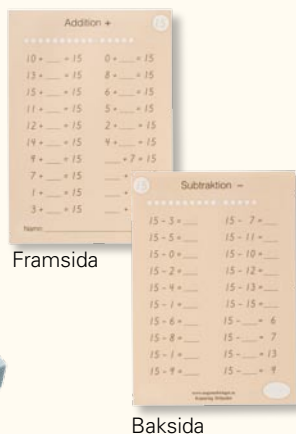 Addition + 15
10 + ___ = 15 0 + ___ = 15
13 + ___ = 15 8 + ___ = 15
15 + ___ = 15 6 + ___ = 15
11 + ___ = 15 5 + ___ = 15
12 + ___ = 15 2 + ___ = 15
14 + ___ = 15 4 + ___ = 15
9 + ___ = 15 ___ + 7 = 15
7 + ___ = 15 ___ +
1 + ___ = 15 ___ +
3 + ___ = 15 ___ +
Namn:
Framsida
15 Subtraktion −
15 - 3 = ___ 15 - 7 = ___
15 - 5 = ___ 15 - 11 = ___
15 - 0 = ___ 15 - 10 = ___
15 - 2 = ___ 15 - 12 = ___
15 - 4 = ___ 15 - 13 = ___
15 - 1 = ___ 15 - 15 = ___
15 - 6 = ___ 15 - ___ = 6
15 - 8 = ___ 15 - ___ = 7
15 - 1 = ___ 15 - ___ = 13
15 - 9 = ___ 15 - ___ = 9
Kopiering förbjuden
Baksida